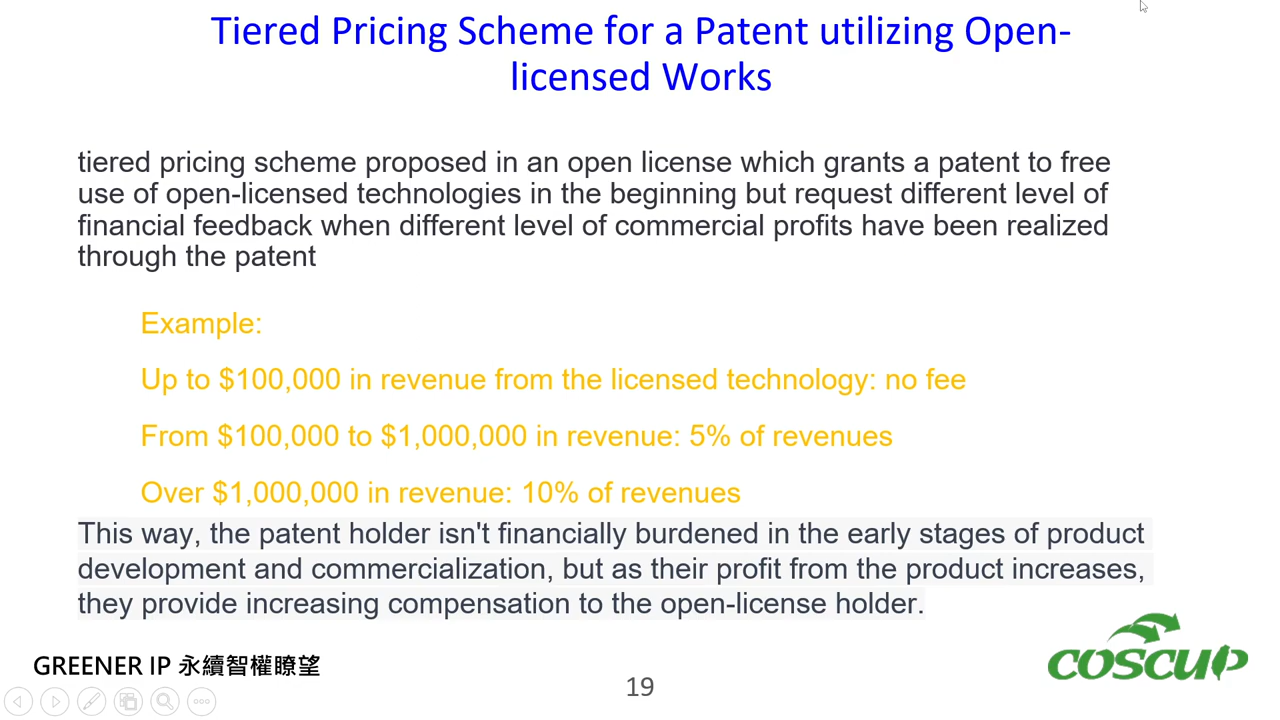 Tiered Pricing Scheme for a Patent utilizing Open-
licensed Works
tiered pricing scheme proposed in an open license which grants a patent to free
use of open-licensed technologies in the beginning but request different level of
financial feedback when different level of commercial profits have been realized
through the patent
Example:
Up to $100,000 in revenue from the licensed technology: no fee
From $100,000 to $1,000,000 in revenue: 5% of revenues
Over $1,000,000 in revenue: 10% of revenues
This way, the patent holder isn't financially burdened in the early stages of product
development and commercialization, but as their profit from the product increases,
they provide increasing compensation to the open-license holder.
GREENER IP 永續智權瞭望
19
COSCUP